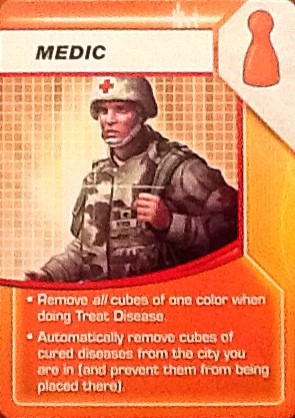 MEDIC
• Remove all cubes of one color when
doing Treat Disease.
• Automatically remove cubes of
cured diseases from the city you
are in (and prevent them from being
placed there).